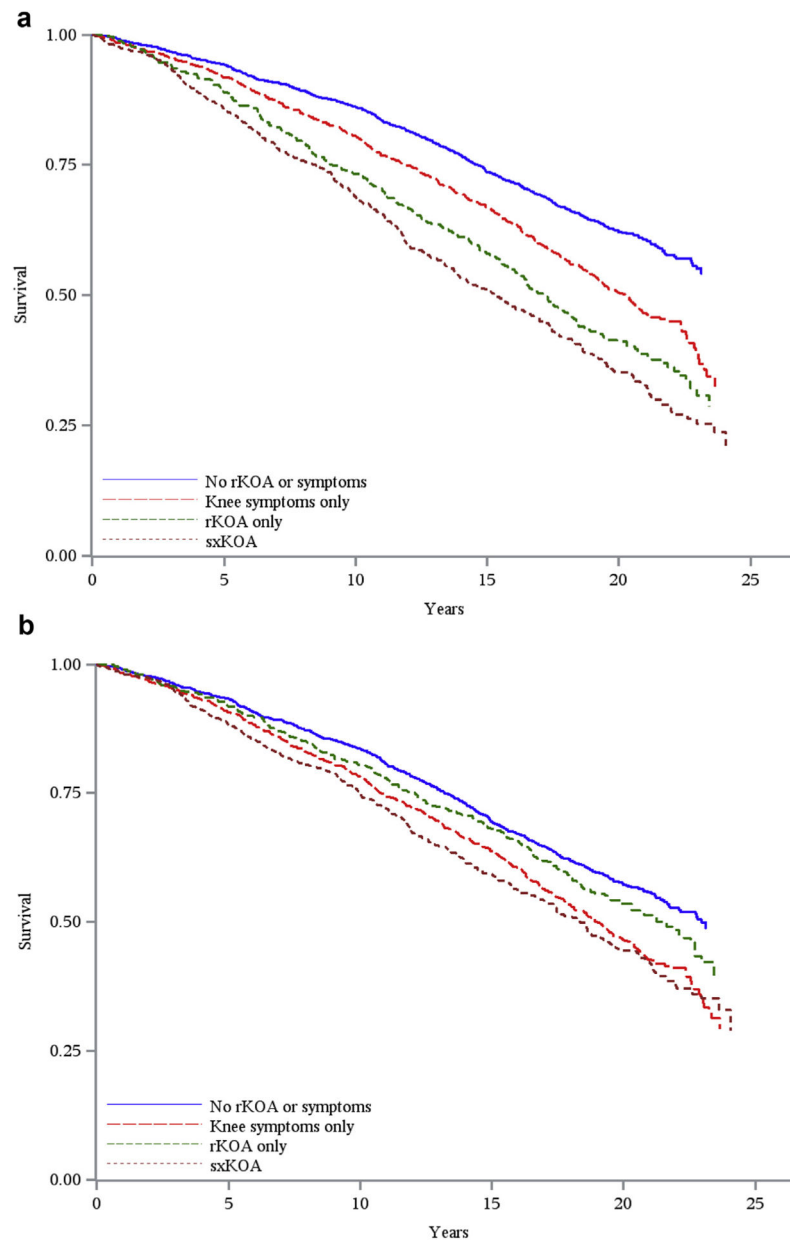 a
1.00
0.75
0.50
0.25
0.00
Survival
No rKOA or symptoms
Knee symptoms only
rKOA only
sxKOA
0 5 10 15 20 25
Years
b
1.00
0.75
0.50
0.25
0.00
Survival
No rKOA or symptoms
Knee symptoms only
rKOA only
sxKOA
0 5 10 15 20 25
Years